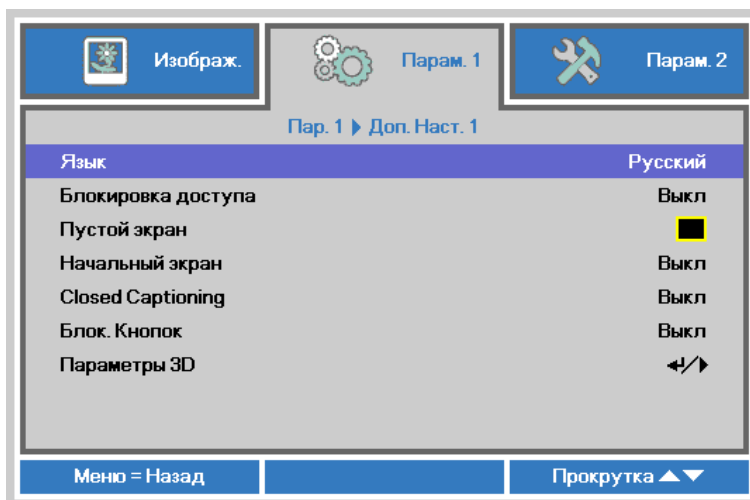 Изображ. Парам. 1 Парам. 2
Пар. 1 Доп. Наст. 1
Язык Русский
Блокировка доступа Выкл
Пустой экран
Начальный экран Выкл
Closed Captioning Выкл
Блок. Кнопок Выкл
Параметры 3D
Меню = Назад Прокрутка